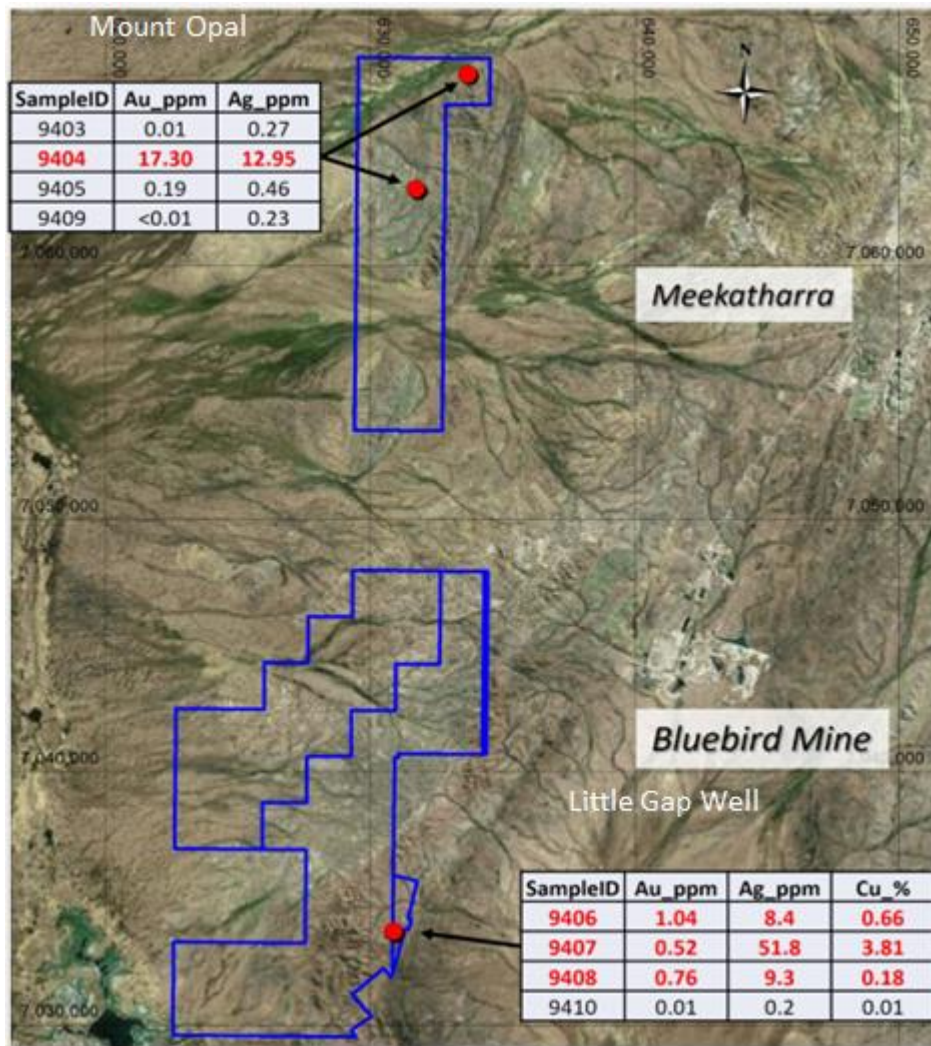 Mount Opal
630,000
640,000
650,000
N
SampleID Au_ppm Ag_ppm
9403 0.01 0.27
9404 17.30 12.95
9405 0.19 0.46
9409 <0.01 0.23
7,060,000
7,060,000
Meekatharra
7,050,000
7,050,000
Bluebird Mine
7,040,000
Little Gap Well
SampleID Au_ppm Ag_ppm Cu_%
9406 1.04 8.4 0.66
9407 0.52 51.8 3.81
9408 0.76 9.3 0.18
9410 0.01 0.2 0.01
7,030,000